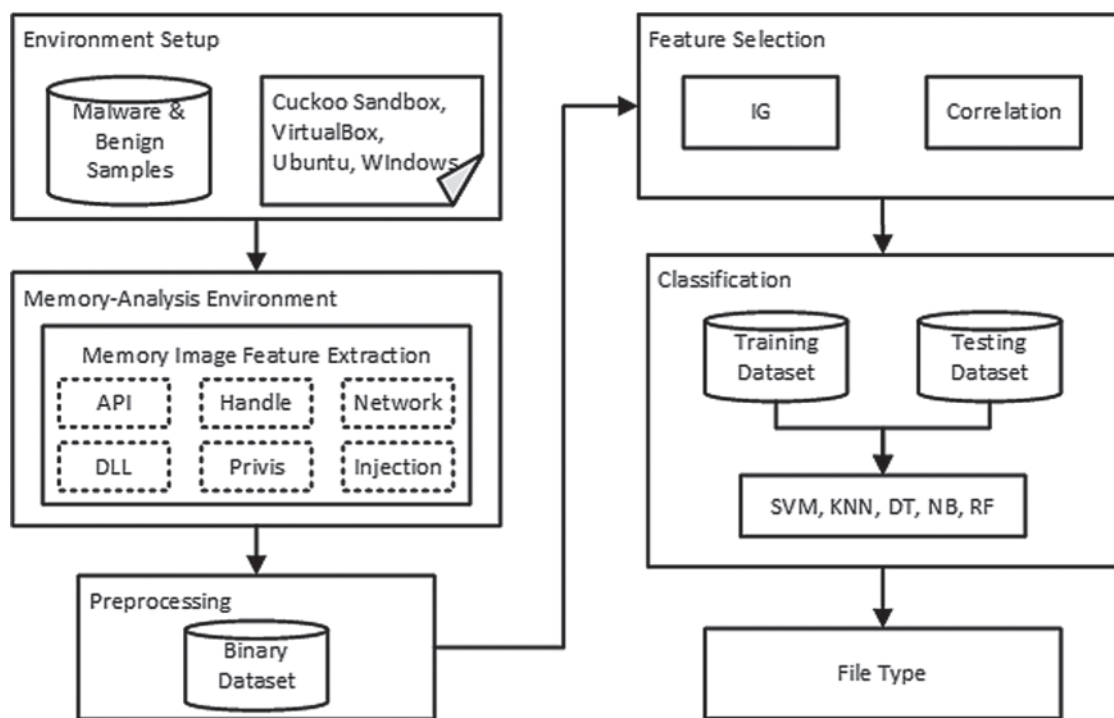 Environment Setup
Malware &
Benign
Samples
Cuckoo Sandbox,
VirtualBox,
Ubuntu, WIndows
Memory-Analysis Environment
Memory Image Feature Extraction
API
Handle
Network
DLL
Privis
Injection
Preprocessing
Binary
Dataset
Feature Selection
IG
Correlation
Classification
Training
Dataset
Testing
Dataset
SVM, KNN, DT, NB, RF
File Type